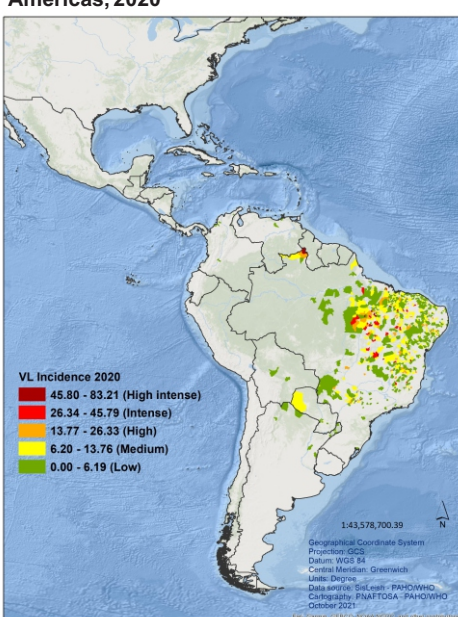 Americas, 2020
VL Incidence 2020
45.80 - 83.21 (High intense)
26.34 - 45.79 (Intense)
13.77 - 26.33 (High)
6.20 - 13.76 (Medium)
0.00 - 6.19 (Low)
1:43,578,700.39
N
Geographical Coordinate System
Projection: GCS
Datum: WGS 84
Central Meridian: Greenwich
Units: Degree
Data source: SisLeish - PAHO/WHO
Cartography: PNAFTOSA - PAHO/WHO
October 2021